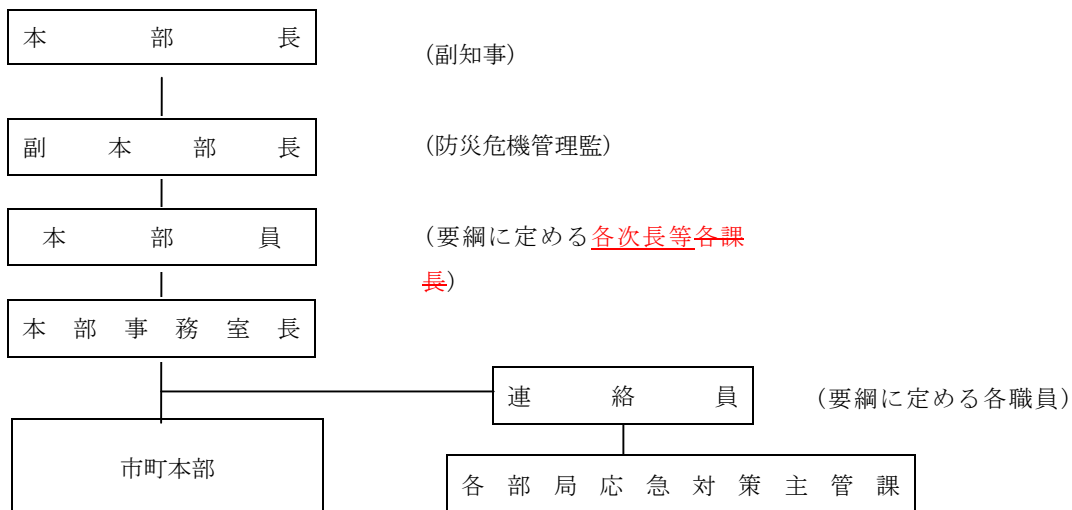 本部長
（副知事）
副本部長
（防災危機管理監）
本部員
（要綱に定める各次長等各課
長）
本部事務室長
連絡員
（要綱に定める各職員）
市町本部
各部局応急対策主管課